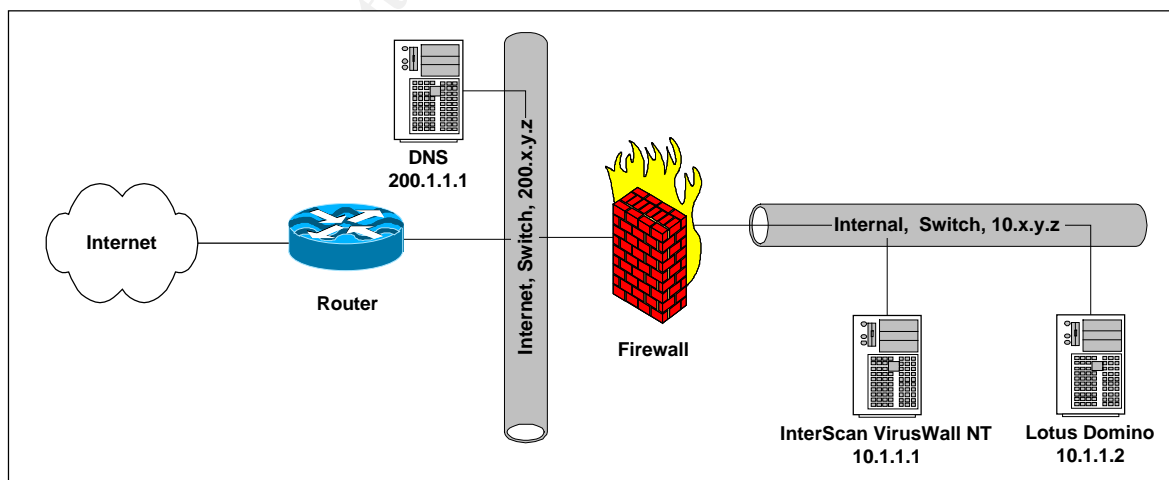 DNS
200.1.1.1
Internet, Switch, 200.x.y.z
Internal, Switch, 10.x.y.z
Internet
Router
Firewall
InterScan VirusWall NT
10.1.1.1
Lotus Domino
10.1.1.2